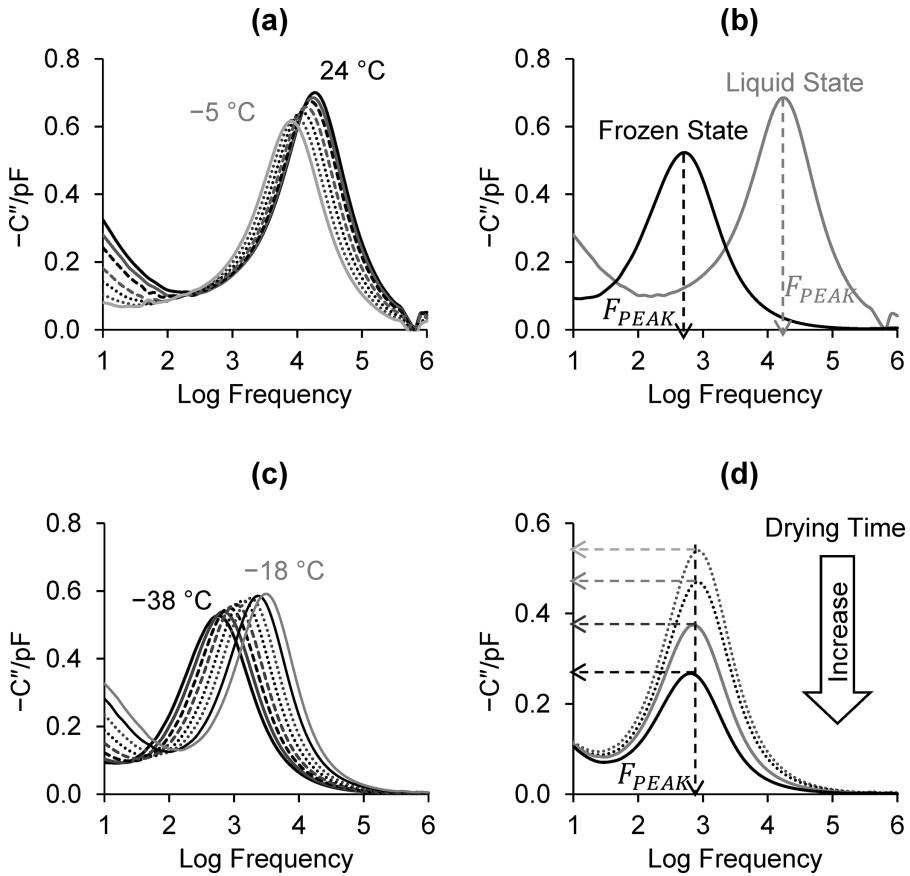 (a)
0.8
0.6
0.4
0.2
0.0
−C″/pF
−5 °C
24 °C
1 2 3 4 5 6
Log Frequency
(b)
0.8
0.6
0.4
0.2
0.0
−C″/pF
Liquid State
Frozen State
F_PEAK
F_PEAK
1 2 3 4 5 6
Log Frequency
(c)
0.8
0.6
0.4
0.2
0.0
−C″/pF
−38 °C
−18 °C
1 2 3 4 5 6
Log Frequency
(d)
0.6
0.4
0.2
0.0
−C″/pF
Drying Time
Increase
F_PEAK
1 2 3 4 5 6
Log Frequency